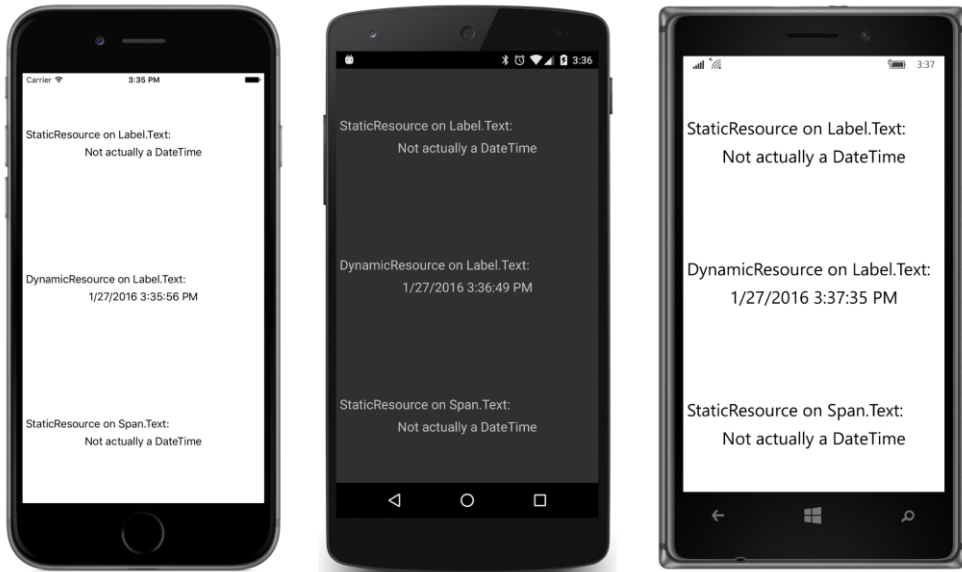 Carrier
3:35 PM
StaticResource on Label.Text:
Not actually a DateTime
DynamicResource on Label.Text:
1/27/2016 3:35:56 PM
StaticResource on Span.Text:
Not actually a DateTime
3:36
StaticResource on Label.Text:
Not actually a DateTime
DynamicResource on Label.Text:
1/27/2016 3:36:49 PM
StaticResource on Span.Text:
Not actually a DateTime
3:37
StaticResource on Label.Text:
Not actually a DateTime
DynamicResource on Label.Text:
1/27/2016 3:37:35 PM
StaticResource on Span.Text:
Not actually a DateTime